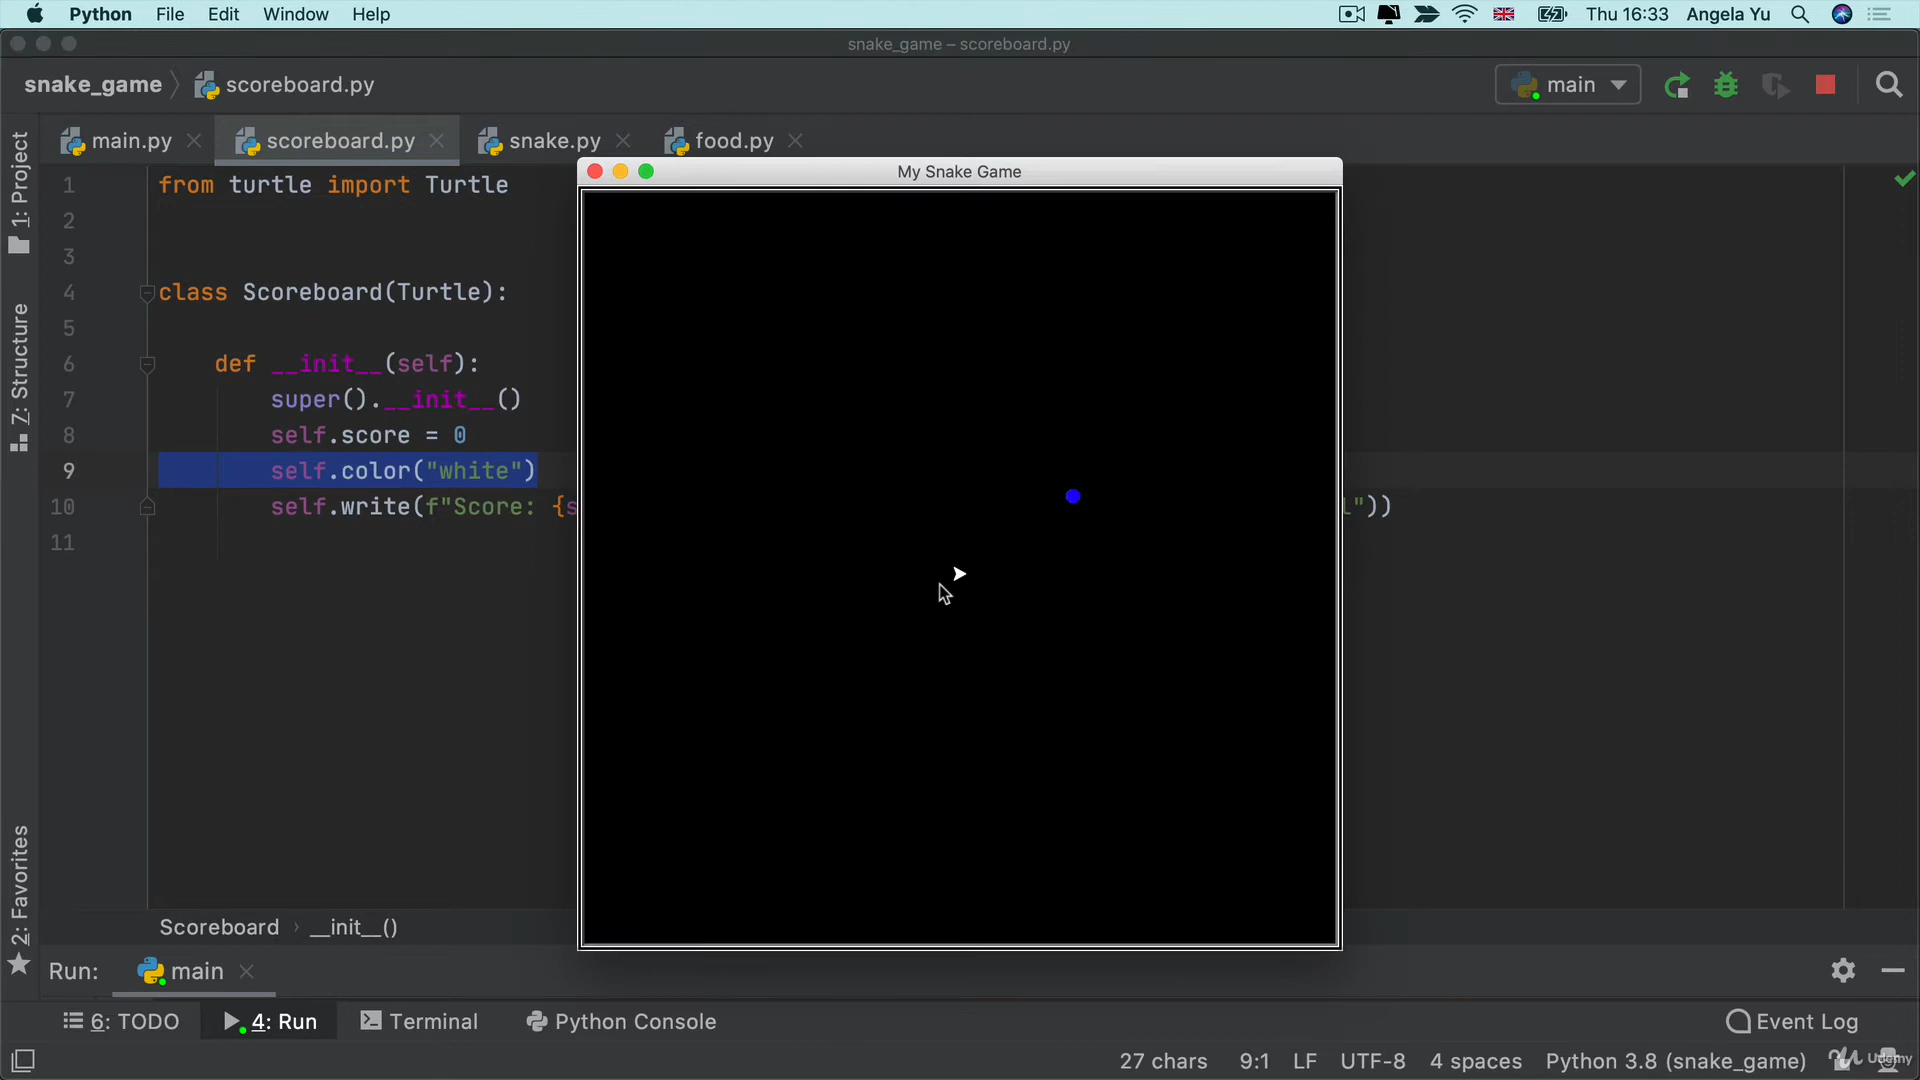 Python File Edit Window Help Thu 16:33 Angela Yu
snake_game – scoreboard.py
snake_game scoreboard.py main
main.py scoreboard.py snake.py food.py
My Snake Game
1: Project
7: Structure
2: Favorites
1 from turtle import Turtle
2
3
4 class Scoreboard(Turtle):
5
6 def __init__(self):
7 super().__init__()
8 self.score = 0
9 self.color("white")
10 self.write(f"Score: {s l"))
11
Scoreboard › __init__()
Run: main
6: TODO 4: Run Terminal Python Console Event Log
27 chars 9:1 LF UTF-8 4 spaces Python 3.8 (snake_game) Udemy